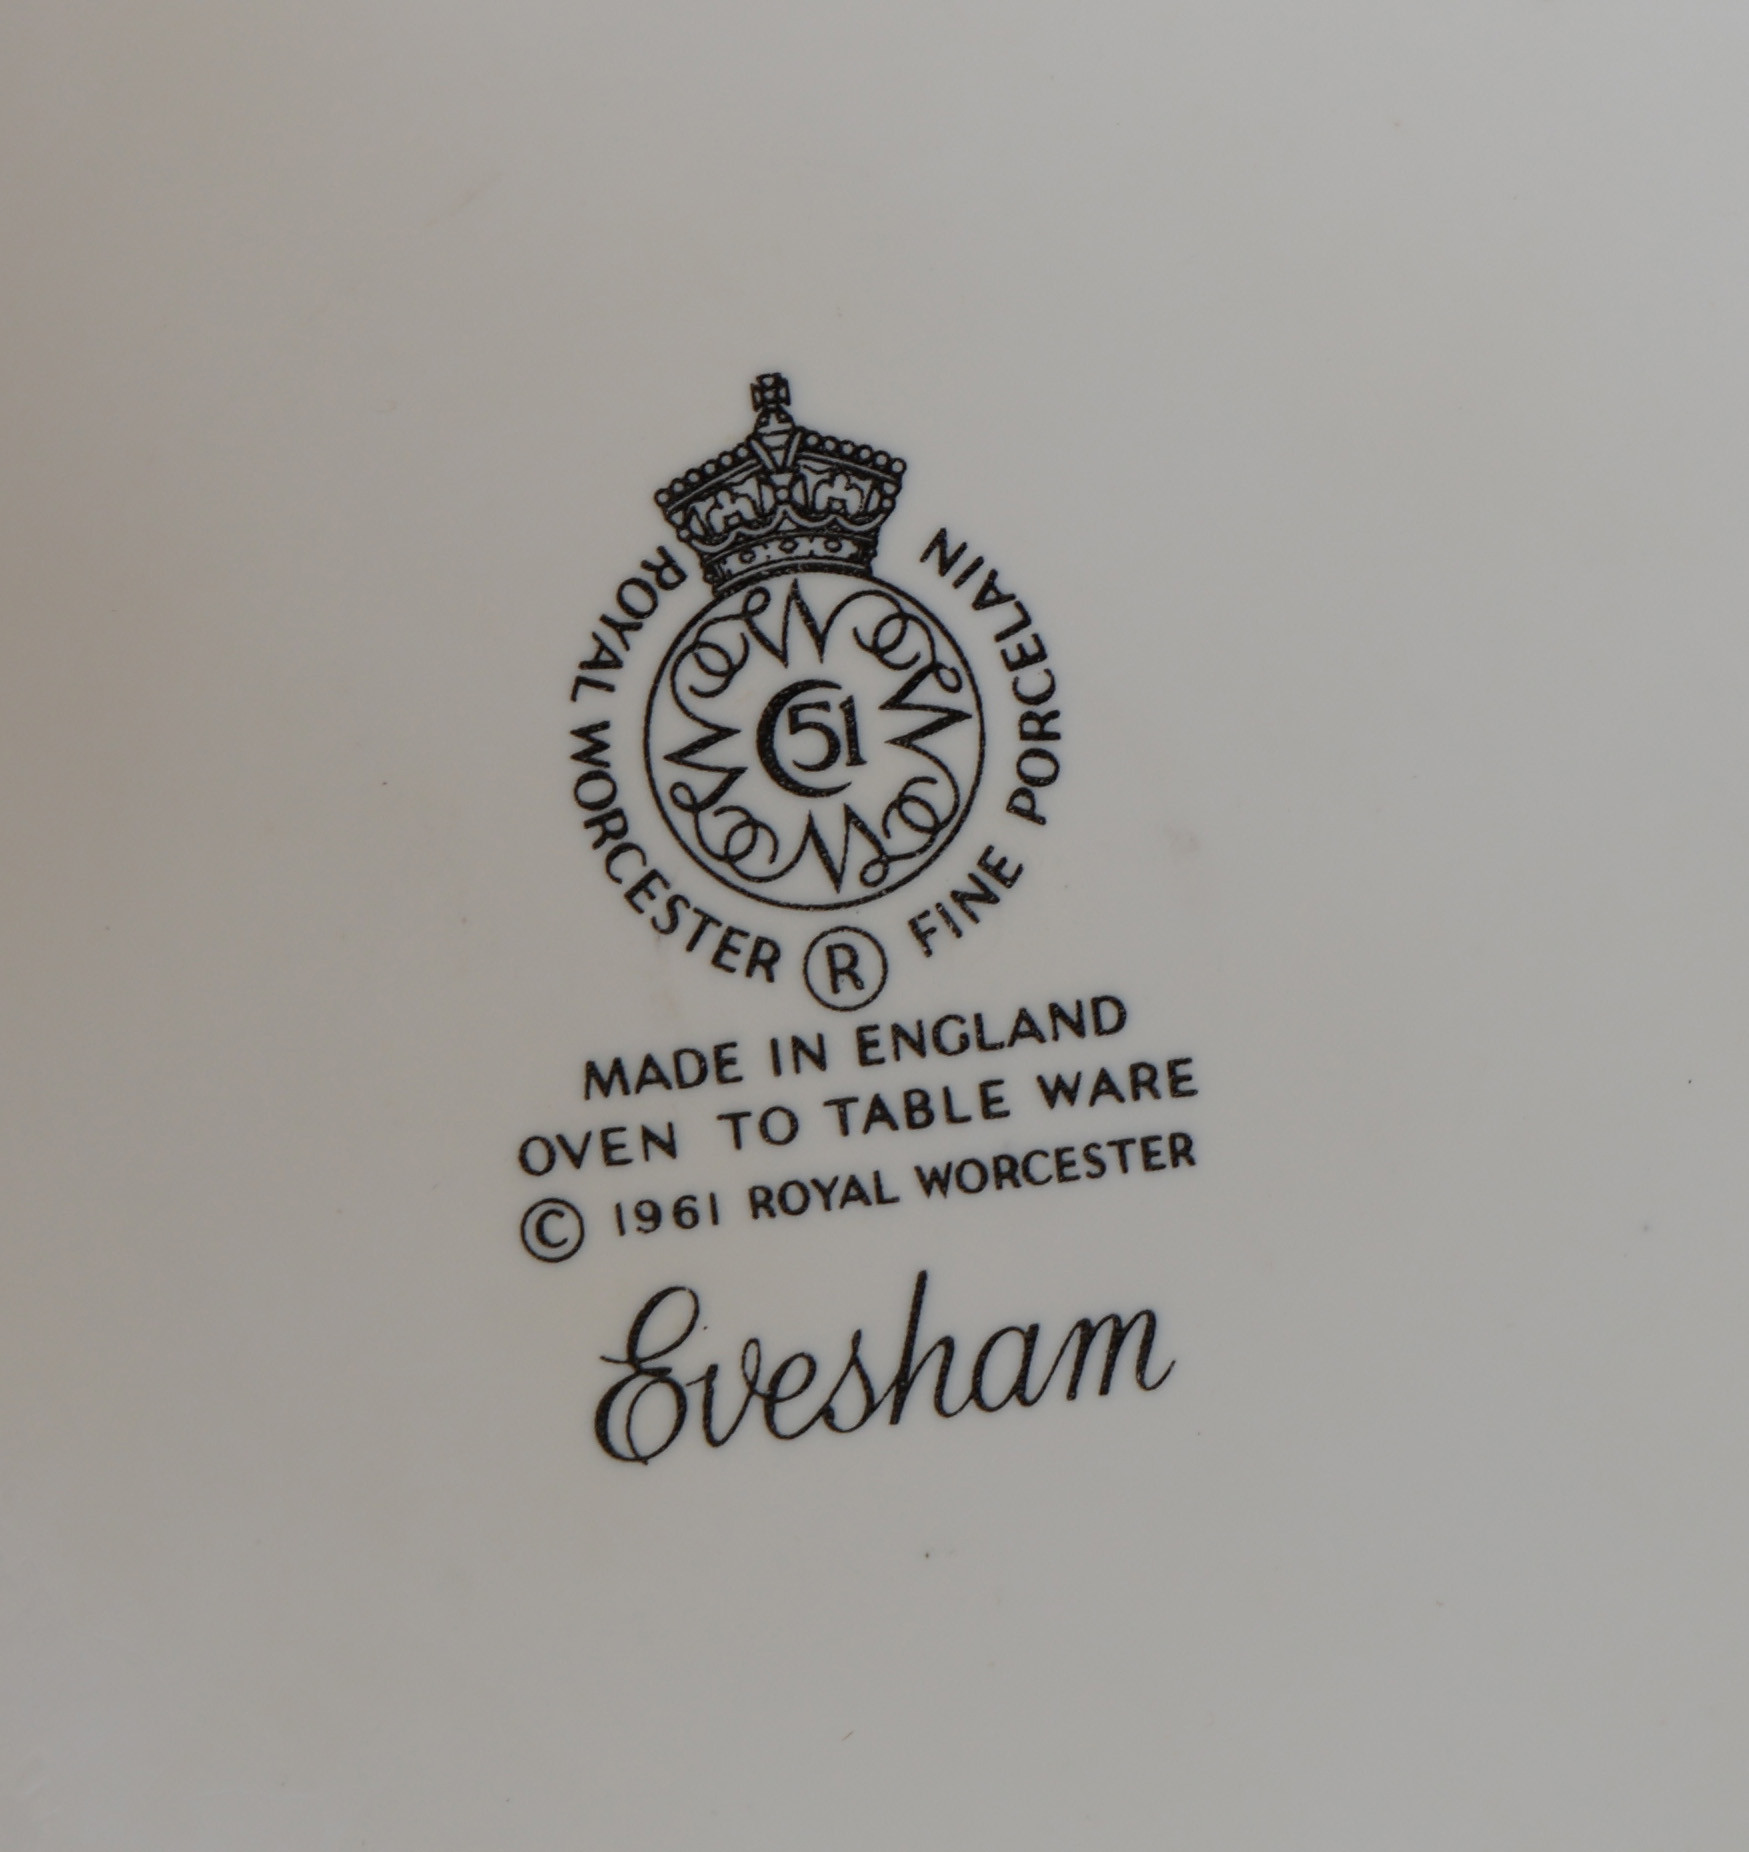 ROYAL WORCESTER ® FINE PORCELAIN
W W W W
C 51
MADE IN ENGLAND
OVEN TO TABLE WARE
© 1961 ROYAL WORCESTER
Evesham